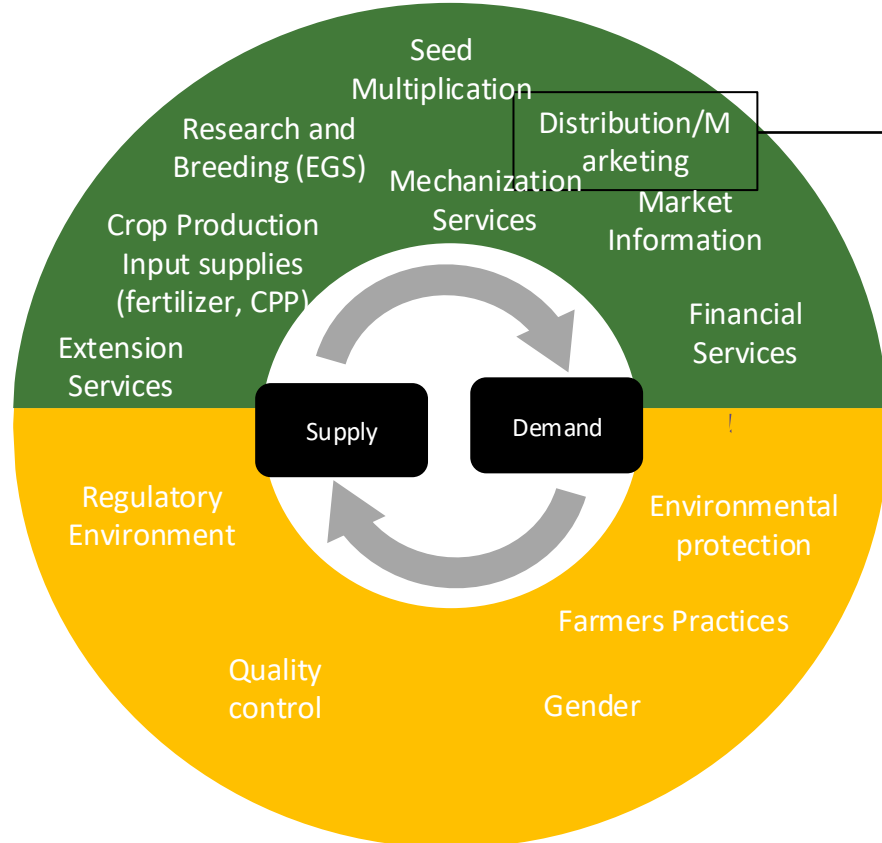 Seed
Multiplication
Distribution/M
arketing
Research and
Breeding (EGS)
Mechanization
Services
Market
Information
Crop Production
Input supplies
(fertilizer, CPP)
Financial
Services
Extension
Services
Supply
Demand
!
Regulatory
Environment
Environmental
protection
Farmers Practices
Quality
control
Gender